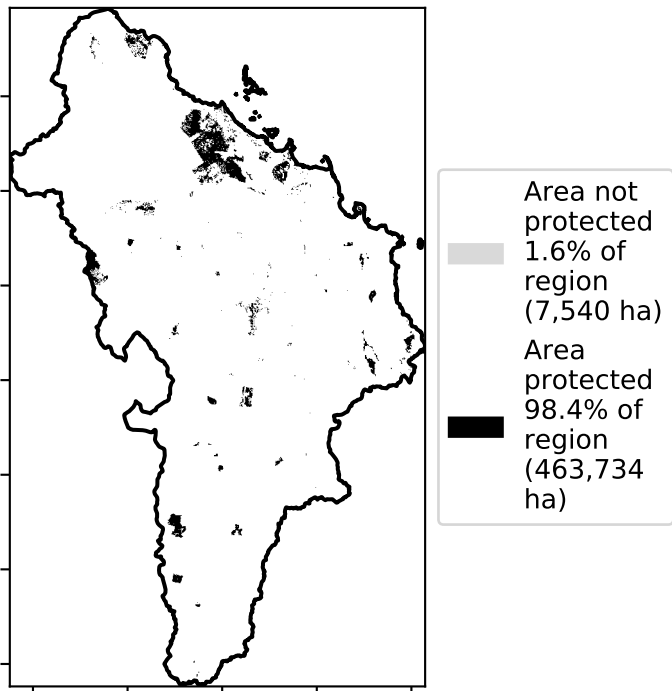 Area not
protected
1.6% of
region
(7,540 ha)
Area
protected
98.4% of
region
(463,734
ha)